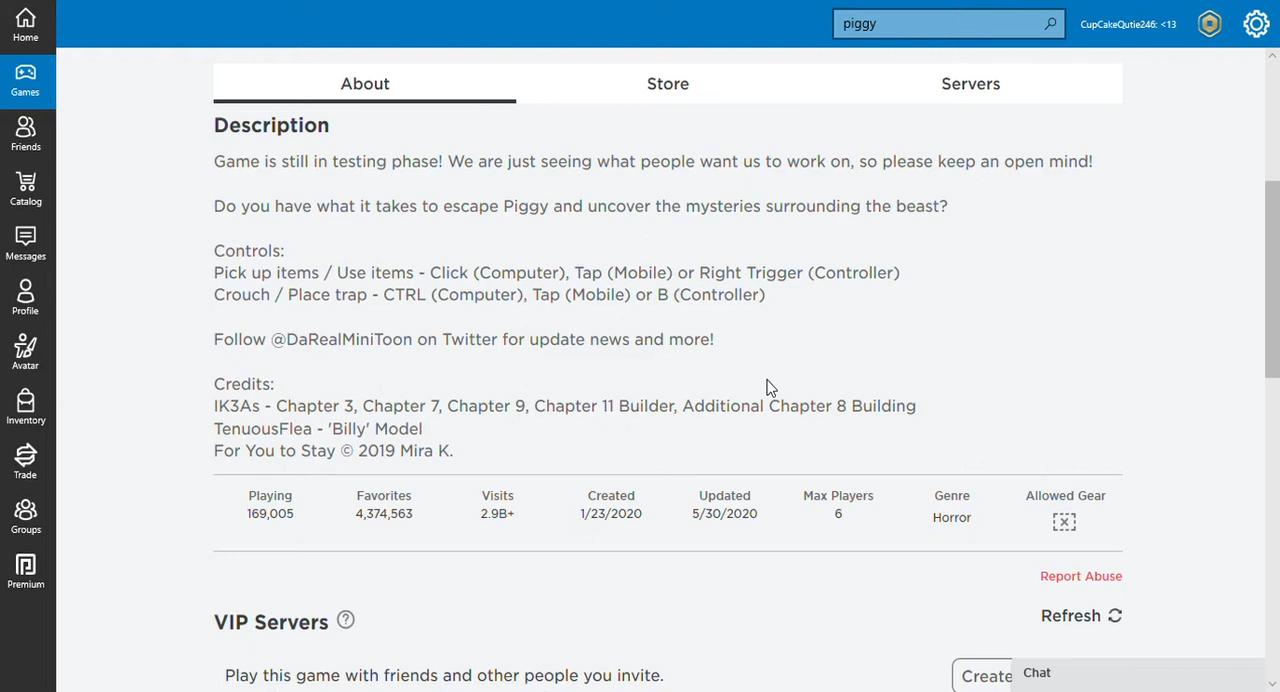 Home
Games
Friends
Catalog
Messages
Profile
Avatar
Inventory
Trade
Groups
Premium
piggy
CupCakeQutie246: <13
About Store Servers
Description
Game is still in testing phase! We are just seeing what people want us to work on, so please keep an open mind!
Do you have what it takes to escape Piggy and uncover the mysteries surrounding the beast?
Controls:
Pick up items / Use items - Click (Computer), Tap (Mobile) or Right Trigger (Controller)
Crouch / Place trap - CTRL (Computer), Tap (Mobile) or B (Controller)
Follow @DaRealMiniToon on Twitter for update news and more!
Credits:
IK3As - Chapter 3, Chapter 7, Chapter 9, Chapter 11 Builder, Additional Chapter 8 Building
TenuousFlea - 'Billy' Model
For You to Stay © 2019 Mira K.
Playing Favorites Visits Created Updated Max Players Genre Allowed Gear
169,005 4,374,563 2.9B+ 1/23/2020 5/30/2020 6 Horror
Report Abuse
VIP Servers ?
Refresh
Play this game with friends and other people you invite.
Create
Chat